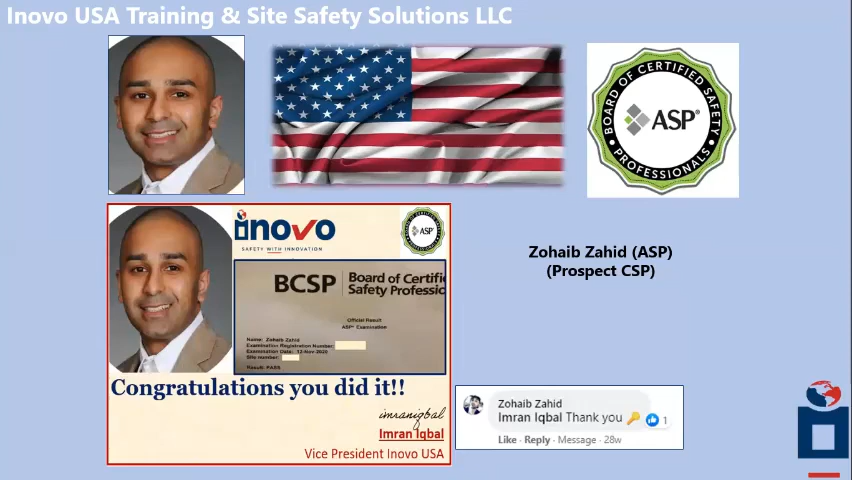 Inovo USA Training & Site Safety Solutions LLC
BOARD OF CERTIFIED SAFETY
ASP®
PROFESSIONALS
inovo
SAFETY WITH INNOVATION
ASP
BCSP
Board of Certifi
Safety Professio
Official Result
ASP® Examination
Name: Zohaib Zahid
Examination Registration Number:
Examination Date: 12-Nov-2020
Site number:
Result: PASS
Congratulations you did it!!
imraniqbal
Imran Iqbal
Vice President Inovo USA
Zohaib Zahid (ASP)
(Prospect CSP)
Zohaib Zahid
Imran Iqbal Thank you 🔑
1
Like · Reply · Message · 28w